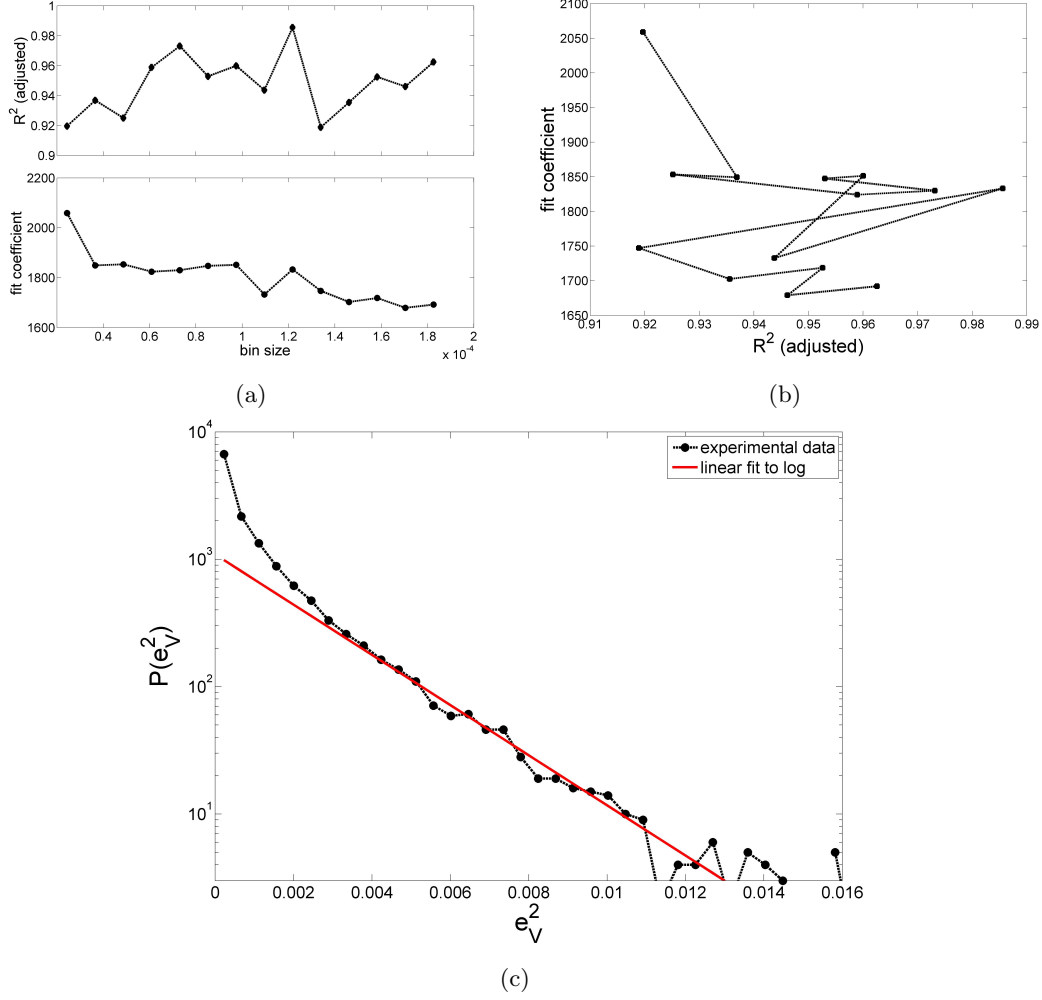 1
0.98
0.96
0.94
0.92
0.9
R² (adjusted)
2200
2000
1800
1600
fit coefficient
0.4 0.6 0.8 1 1.2 1.4 1.6 1.8 2
bin size
x 10⁻⁴
(a)
2100
2050
2000
1950
1900
1850
1800
1750
1700
1650
fit coefficient
0.91 0.92 0.93 0.94 0.95 0.96 0.97 0.98 0.99
R² (adjusted)
(b)
10⁴
10³
10²
10¹
P(e_V²)
experimental data
linear fit to log
0 0.002 0.004 0.006 0.008 0.01 0.012 0.014 0.016
e_V²
(c)